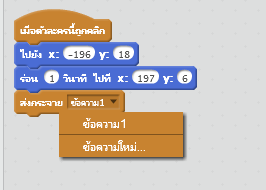 เมื่อตัวละครนี้ถูกคลิก
ไปยัง x: -196 y: 18
ร่อน 1 วินาที ไปที่ x: 197 y: 6
ส่งกระจาย ข้อความ1
ข้อความ1
ข้อความใหม่...